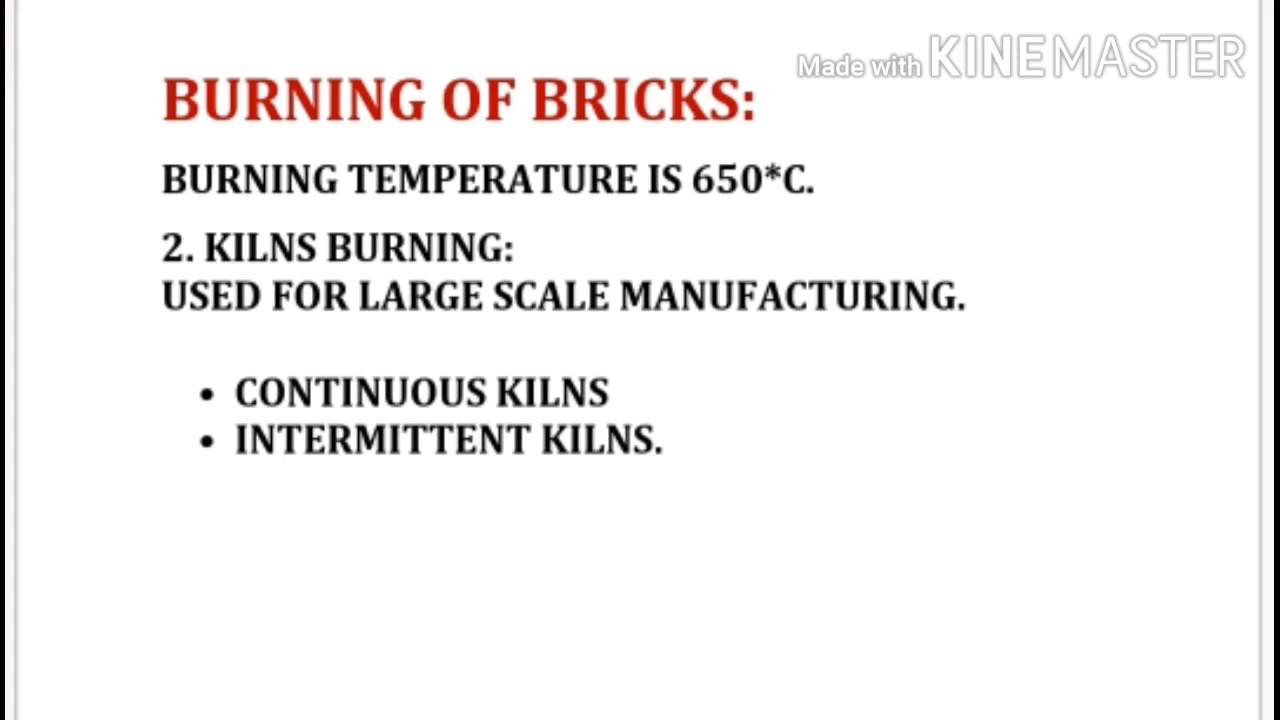 Made with KINEMASTER
BURNING OF BRICKS:
BURNING TEMPERATURE IS 650*C.
2. KILNS BURNING:
USED FOR LARGE SCALE MANUFACTURING.
• CONTINUOUS KILNS
• INTERMITTENT KILNS.